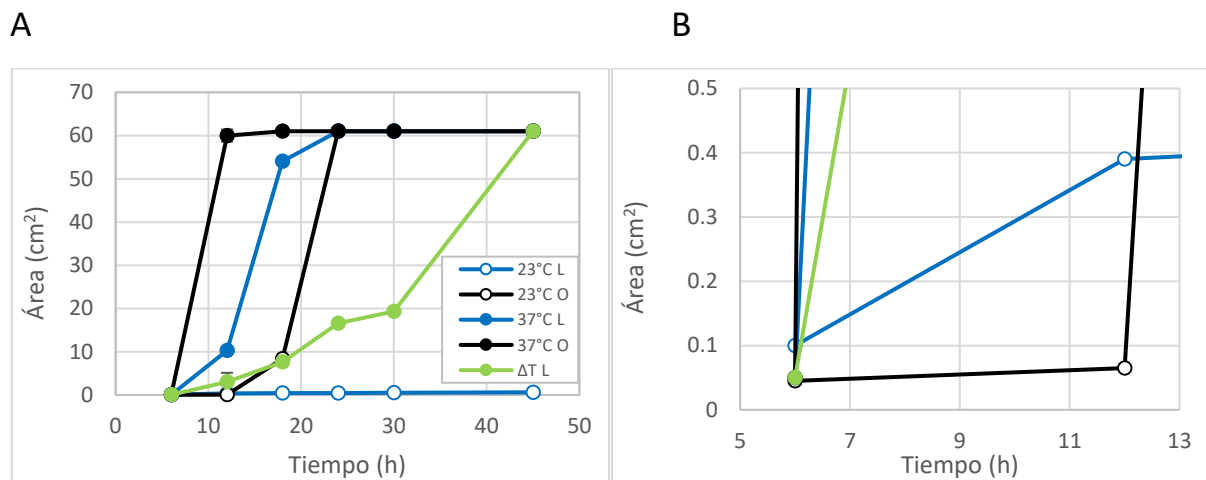 A
B
70
60
50
40
30
20
10
0
0 10 20 30 40 50
Área (cm²)
Tiempo (h)
23°C L
23°C O
37°C L
37°C O
ΔT L
0.5
0.4
0.3
0.2
0.1
0
5 7 9 11 13
Área (cm²)
Tiempo (h)